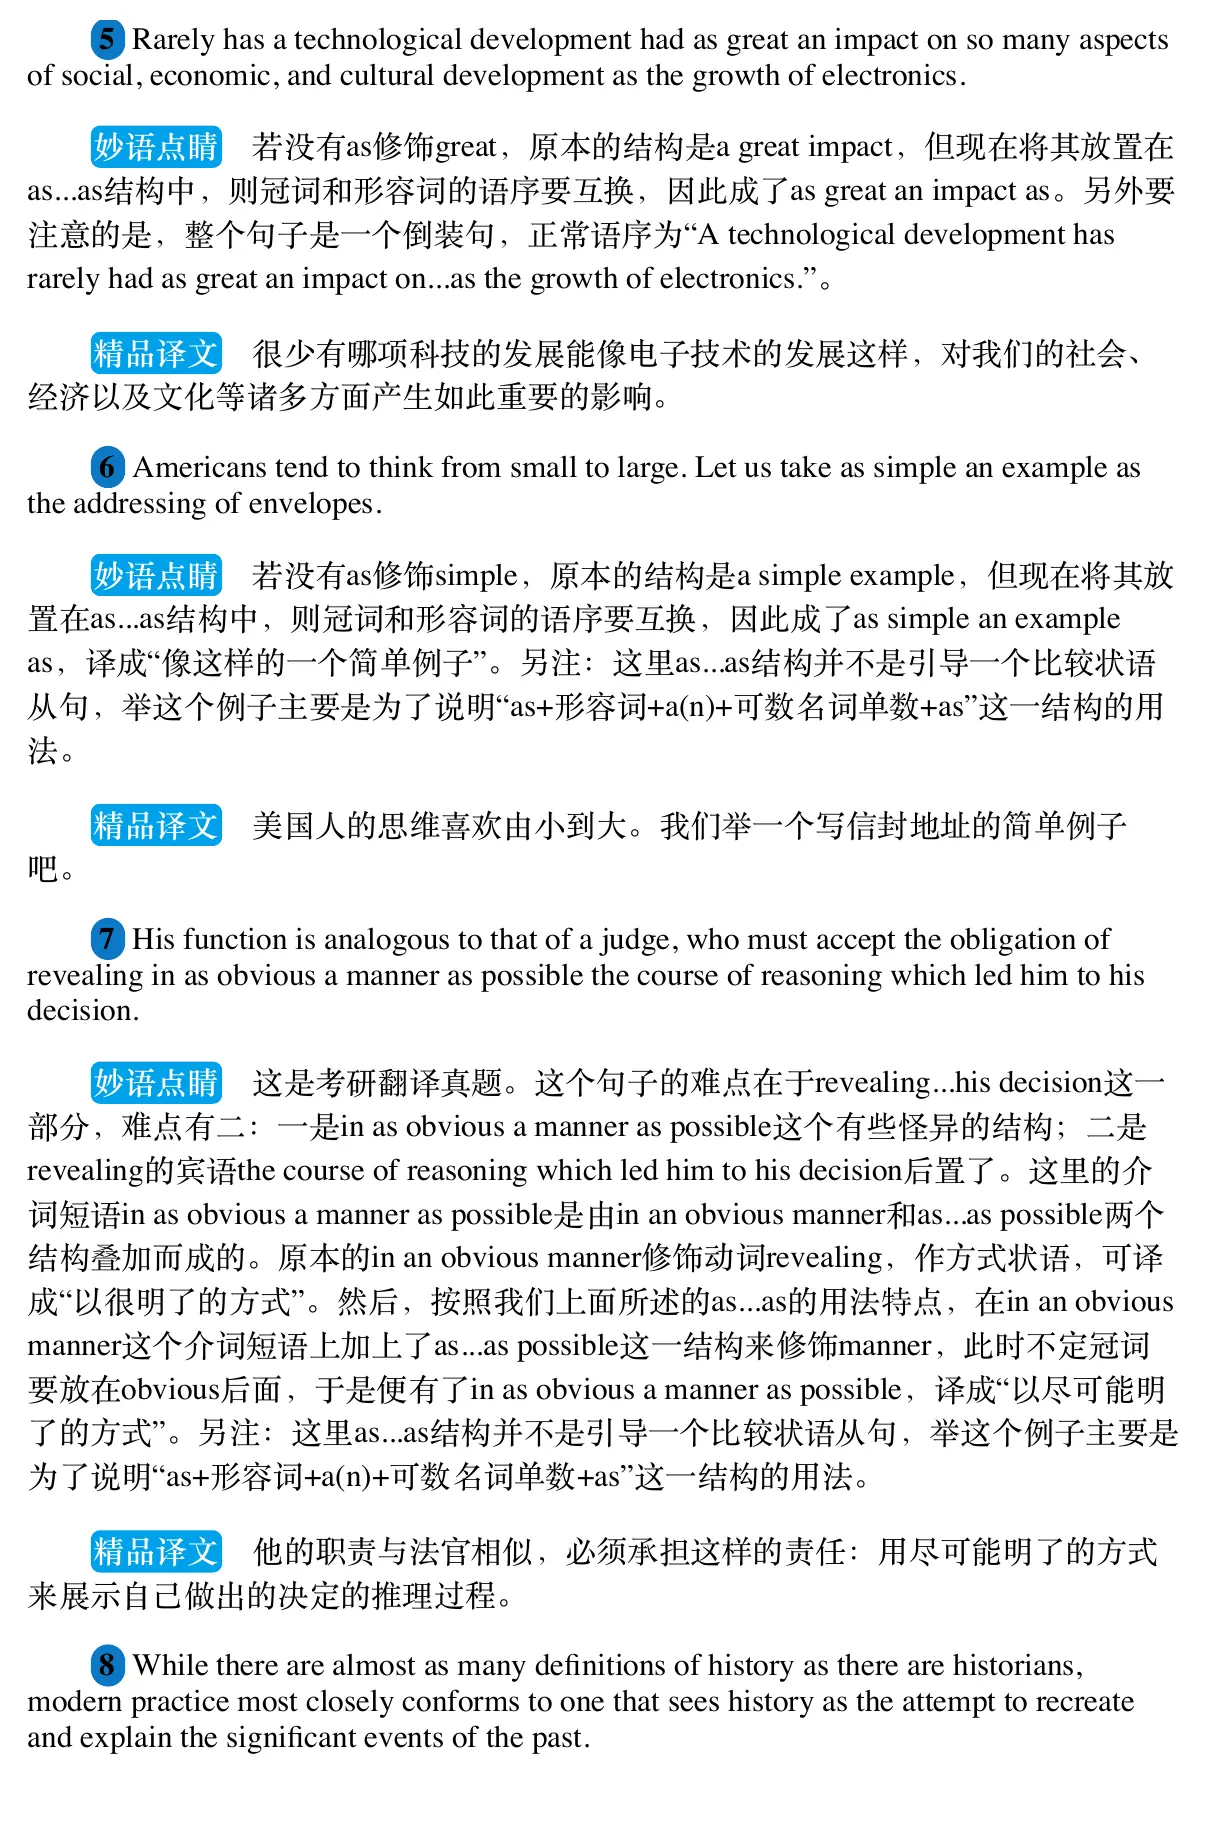 5 Rarely has a technological development had as great an impact on so many aspects
of social, economic, and cultural development as the growth of electronics.
妙语点睛 若没有as修饰great，原本的结构是a great impact，但现在将其放置在
as...as结构中，则冠词和形容词的语序要互换，因此成了as great an impact as。另外要
注意的是，整个句子是一个倒装句，正常语序为“A technological development has
rarely had as great an impact on...as the growth of electronics.”。
精品译文 很少有哪项科技的发展能像电子技术的发展这样，对我们的社会、
经济以及文化等诸多方面产生如此重要的影响。
6 Americans tend to think from small to large. Let us take as simple an example as
the addressing of envelopes.
妙语点睛 若没有as修饰simple，原本的结构是a simple example，但现在将其放
置在as...as结构中，则冠词和形容词的语序要互换，因此成了as simple an example
as，译成“像这样的一个简单例子”。另注：这里as...as结构并不是引导一个比较状语
从句，举这个例子主要是为了说明“as+形容词+a(n)+可数名词单数+as”这一结构的用
法。
精品译文 美国人的思维喜欢由小到大。我们举一个写信封地址的简单例子
吧。
7 His function is analogous to that of a judge, who must accept the obligation of
revealing in as obvious a manner as possible the course of reasoning which led him to his
decision.
妙语点睛 这是考研翻译真题。这个句子的难点在于revealing...his decision这一
部分，难点有二：一是in as obvious a manner as possible这个有些怪异的结构；二是
revealing的宾语the course of reasoning which led him to his decision后置了。这里的介
词短语in as obvious a manner as possible是由in an obvious manner和as...as possible两个
结构叠加而成的。原本的in an obvious manner修饰动词revealing，作方式状语，可译
成“以很明了的方式”。然后，按照我们上面所述的as...as的用法特点，在in an obvious
manner这个介词短语上加上了as...as possible这一结构来修饰manner，此时不定冠词
要放在obvious后面，于是便有了in as obvious a manner as possible，译成“以尽可能明
了的方式”。另注：这里as...as结构并不是引导一个比较状语从句，举这个例子主要是
为了说明“as+形容词+a(n)+可数名词单数+as”这一结构的用法。
精品译文 他的职责与法官相似，必须承担这样的责任：用尽可能明了的方式
来展示自己做出的决定的推理过程。
8 While there are almost as many definitions of history as there are historians,
modern practice most closely conforms to one that sees history as the attempt to recreate
and explain the significant events of the past.